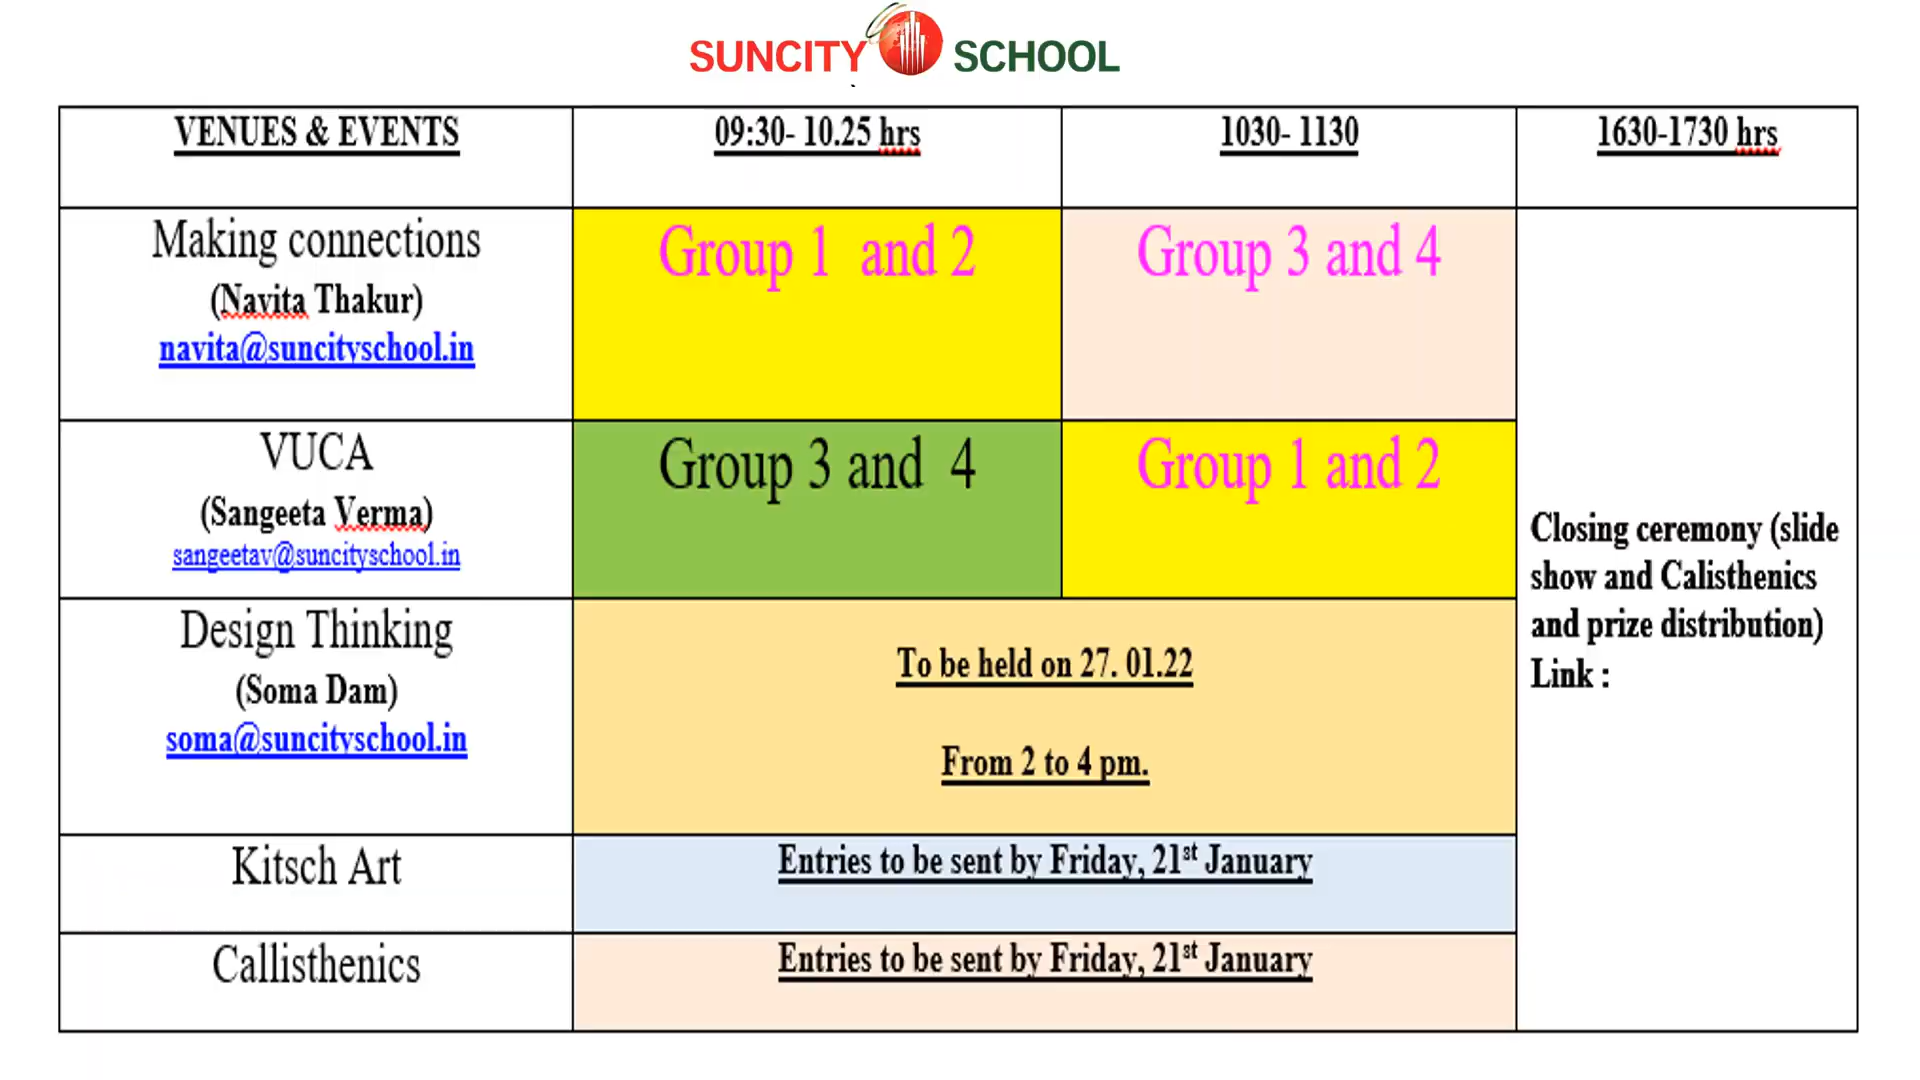 SUNCITY SCHOOL
VENUES & EVENTS
09:30- 10.25 hrs
1030- 1130
1630-1730 hrs
Making connections
(Navita Thakur)
navita@suncityschool.in
Group 1 and 2
Group 3 and 4
VUCA
(Sangeeta Verma)
sangeetav@suncityschool.in
Group 3 and 4
Group 1 and 2
Closing ceremony (slide
show and Calisthenics
and prize distribution)
Link :
Design Thinking
(Soma Dam)
soma@suncityschool.in
To be held on 27. 01.22
From 2 to 4 pm.
Kitsch Art
Entries to be sent by Friday, 21st January
Callisthenics
Entries to be sent by Friday, 21st January